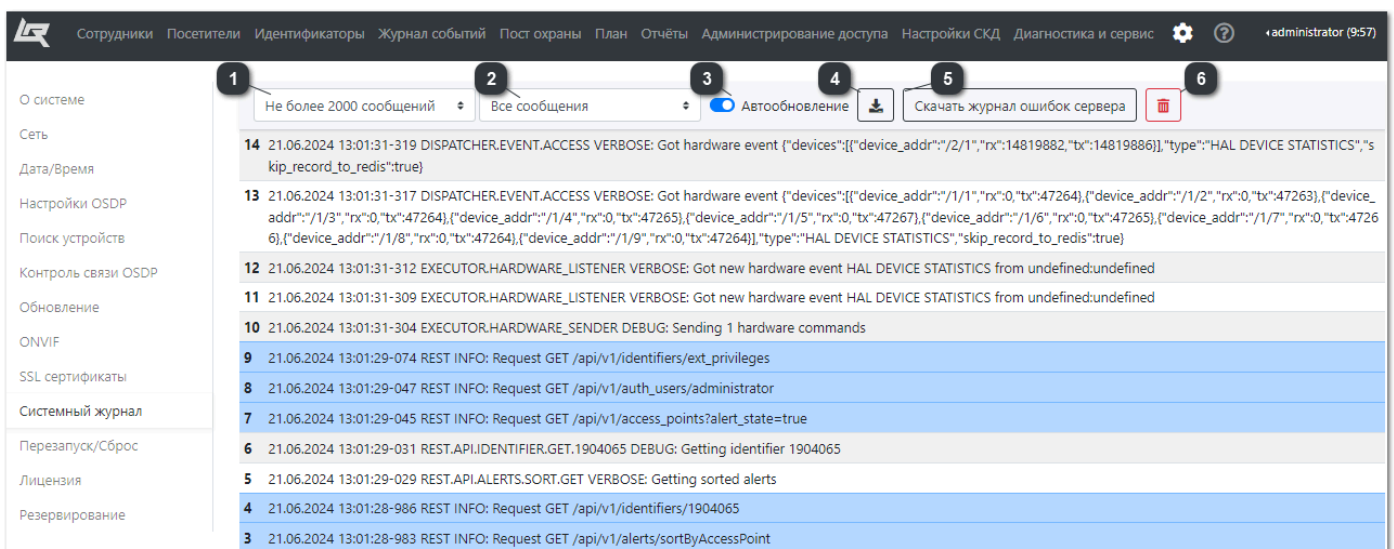 Сотрудники Посетители Идентификаторы Журнал событий Пост охраны План Отчёты Администрирование доступа Настройки СКД Диагностика и сервис administrator (9:57)
1 2 3 4 5 6
Не более 2000 сообщений Все сообщения Автообновление Скачать журнал ошибок сервера
О системе
Сеть
Дата/Время
Настройки OSDP
Поиск устройств
Контроль связи OSDP
Обновление
ONVIF
SSL сертификаты
Системный журнал
Перезапуск/Сброс
Лицензия
Резервирование
14 21.06.2024 13:01:31-319 DISPATCHER.EVENT.ACCESS VERBOSE: Got hardware event {"devices":[{"device_addr":"/2/1","rx":14819882,"tx":14819886}],"type":"HAL DEVICE STATISTICS","s
kip_record_to_redis":true}
13 21.06.2024 13:01:31-317 DISPATCHER.EVENT.ACCESS VERBOSE: Got hardware event {"devices":[{"device_addr":"/1/1","rx":0,"tx":47264},{"device_addr":"/1/2","rx":0,"tx":47263},{"device_
addr":"/1/3","rx":0,"tx":47264},{"device_addr":"/1/4","rx":0,"tx":47265},{"device_addr":"/1/5","rx":0,"tx":47267},{"device_addr":"/1/6","rx":0,"tx":47265},{"device_addr":"/1/7","rx":0,"tx":4726
6},{"device_addr":"/1/8","rx":0,"tx":47264},{"device_addr":"/1/9","rx":0,"tx":47264}],"type":"HAL DEVICE STATISTICS","skip_record_to_redis":true}
12 21.06.2024 13:01:31-312 EXECUTOR.HARDWARE_LISTENER VERBOSE: Got new hardware event HAL DEVICE STATISTICS from undefined:undefined
11 21.06.2024 13:01:31-309 EXECUTOR.HARDWARE_LISTENER VERBOSE: Got new hardware event HAL DEVICE STATISTICS from undefined:undefined
10 21.06.2024 13:01:31-304 EXECUTOR.HARDWARE_SENDER DEBUG: Sending 1 hardware commands
9 21.06.2024 13:01:29-074 REST INFO: Request GET /api/v1/identifiers/ext_privileges
8 21.06.2024 13:01:29-047 REST INFO: Request GET /api/v1/auth_users/administrator
7 21.06.2024 13:01:29-045 REST INFO: Request GET /api/v1/access_points?alert_state=true
6 21.06.2024 13:01:29-031 REST.API.IDENTIFIER.GET.1904065 DEBUG: Getting identifier 1904065
5 21.06.2024 13:01:29-029 REST.API.ALERTS.SORT.GET VERBOSE: Getting sorted alerts
4 21.06.2024 13:01:28-986 REST INFO: Request GET /api/v1/identifiers/1904065
3 21.06.2024 13:01:28-983 REST INFO: Request GET /api/v1/alerts/sortByAccessPoint